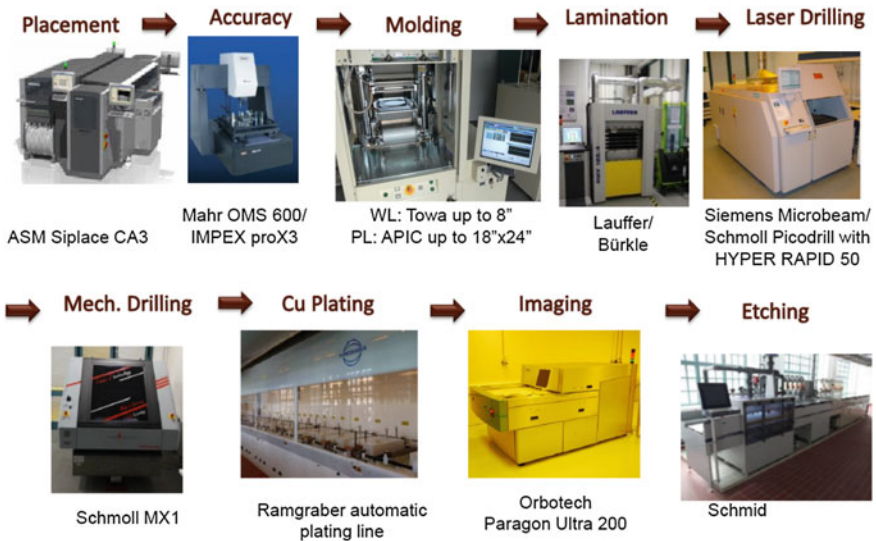 Placement
Accuracy
Molding
Lamination
Laser Drilling
LAUFFER
ASM Siplace CA3
Mahr OMS 600/
IMPEX proX3
WL: Towa up to 8”
PL: APIC up to 18”x24”
Lauffer/
Bürkle
Siemens Microbeam/
Schmoll Picodrill with
HYPER RAPID 50
Mech. Drilling
Cu Plating
Imaging
Etching
Schmoll MX1
Ramgraber automatic
plating line
Orbotech
Paragon Ultra 200
Schmid